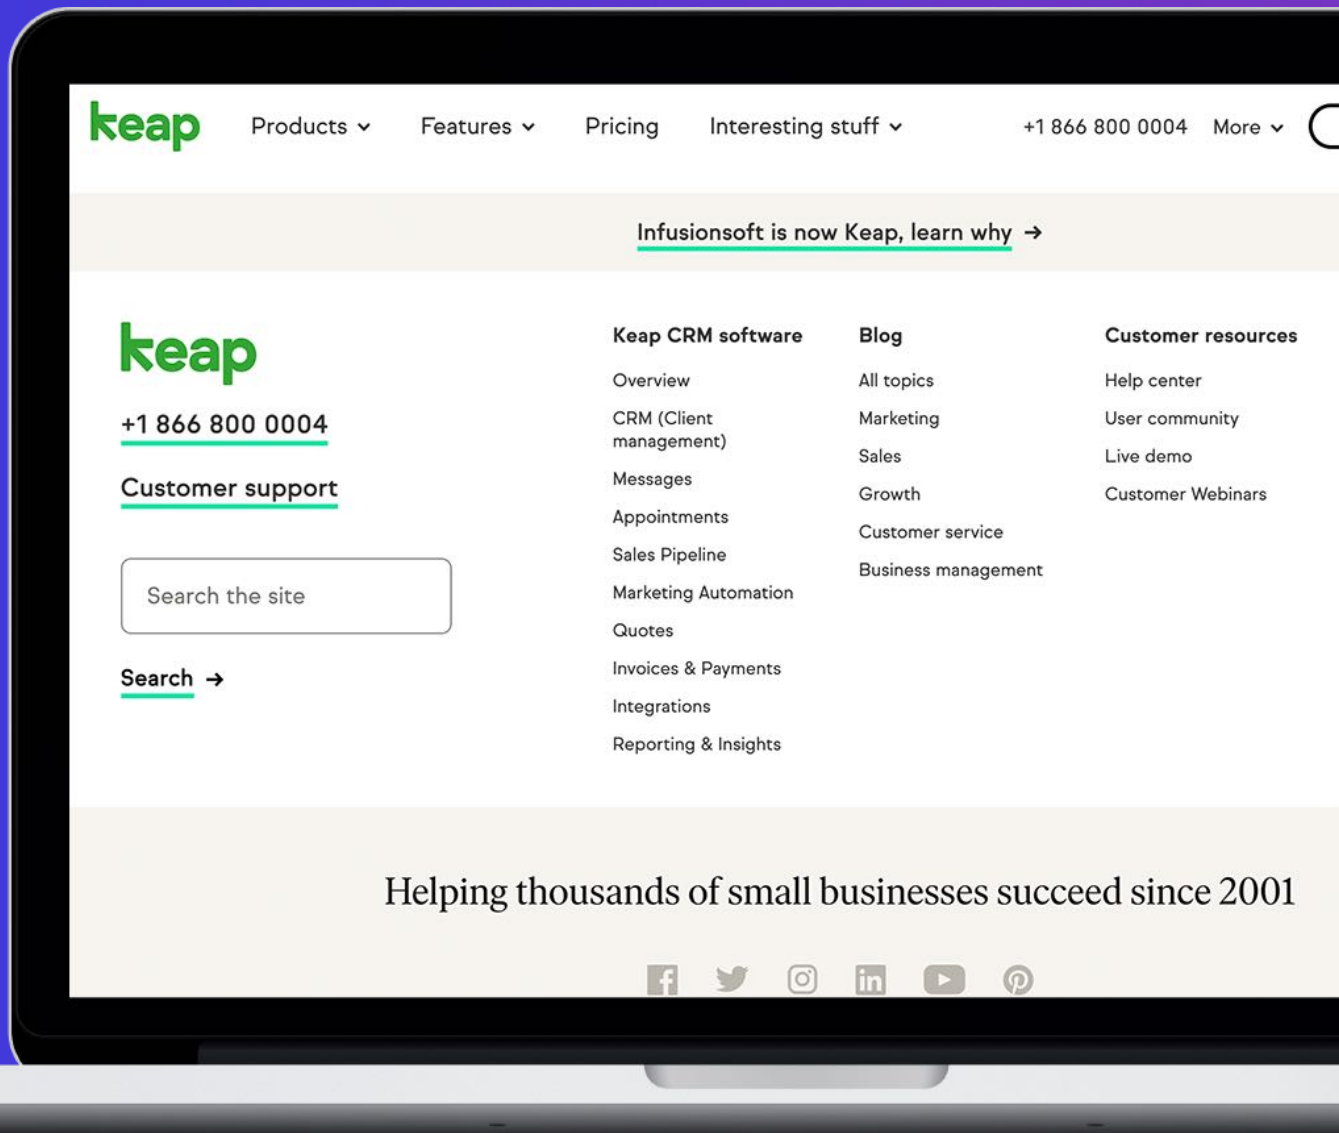 keap
Products
Features
Pricing
Interesting stuff
+1 866 800 0004
More
Infusionsoft is now Keap, learn why →
keap
+1 866 800 0004
Customer support
Search the site
Search →
Keap CRM software
Overview
CRM (Client
management)
Messages
Appointments
Sales Pipeline
Marketing Automation
Quotes
Invoices & Payments
Integrations
Reporting & Insights
Blog
All topics
Marketing
Sales
Growth
Customer service
Business management
Customer resources
Help center
User community
Live demo
Customer Webinars
Helping thousands of small businesses succeed since 2001